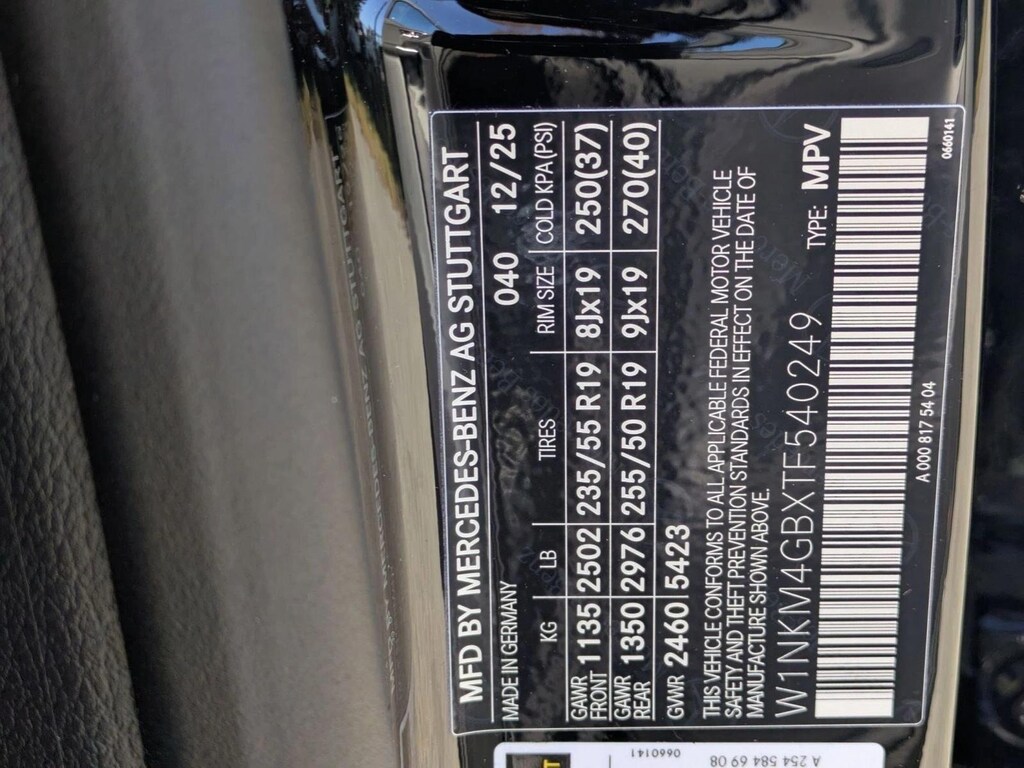 MFD BY MERCEDES-BENZ AG STUTTGART
MADE IN GERMANY 040 12/25
KG LB TIRES RIM SIZE COLD KPA (PSI)
GAWR FRONT 1135 2502 235/55 R19 8Jx19 250(37)
GAWR REAR 1350 2976 255/50 R19 9Jx19 270(40)
GVWR 2460 5423
THIS VEHICLE CONFORMS TO ALL APPLICABLE FEDERAL MOTOR VEHICLE
SAFETY AND THEFT PREVENTION STANDARDS IN EFFECT ON THE DATE OF
MANUFACTURE SHOWN ABOVE.
W1NKM4GBXTF540249 TYPE: MPV
A 000 817 54 04
0660141
0660141
A 254 584 69 08